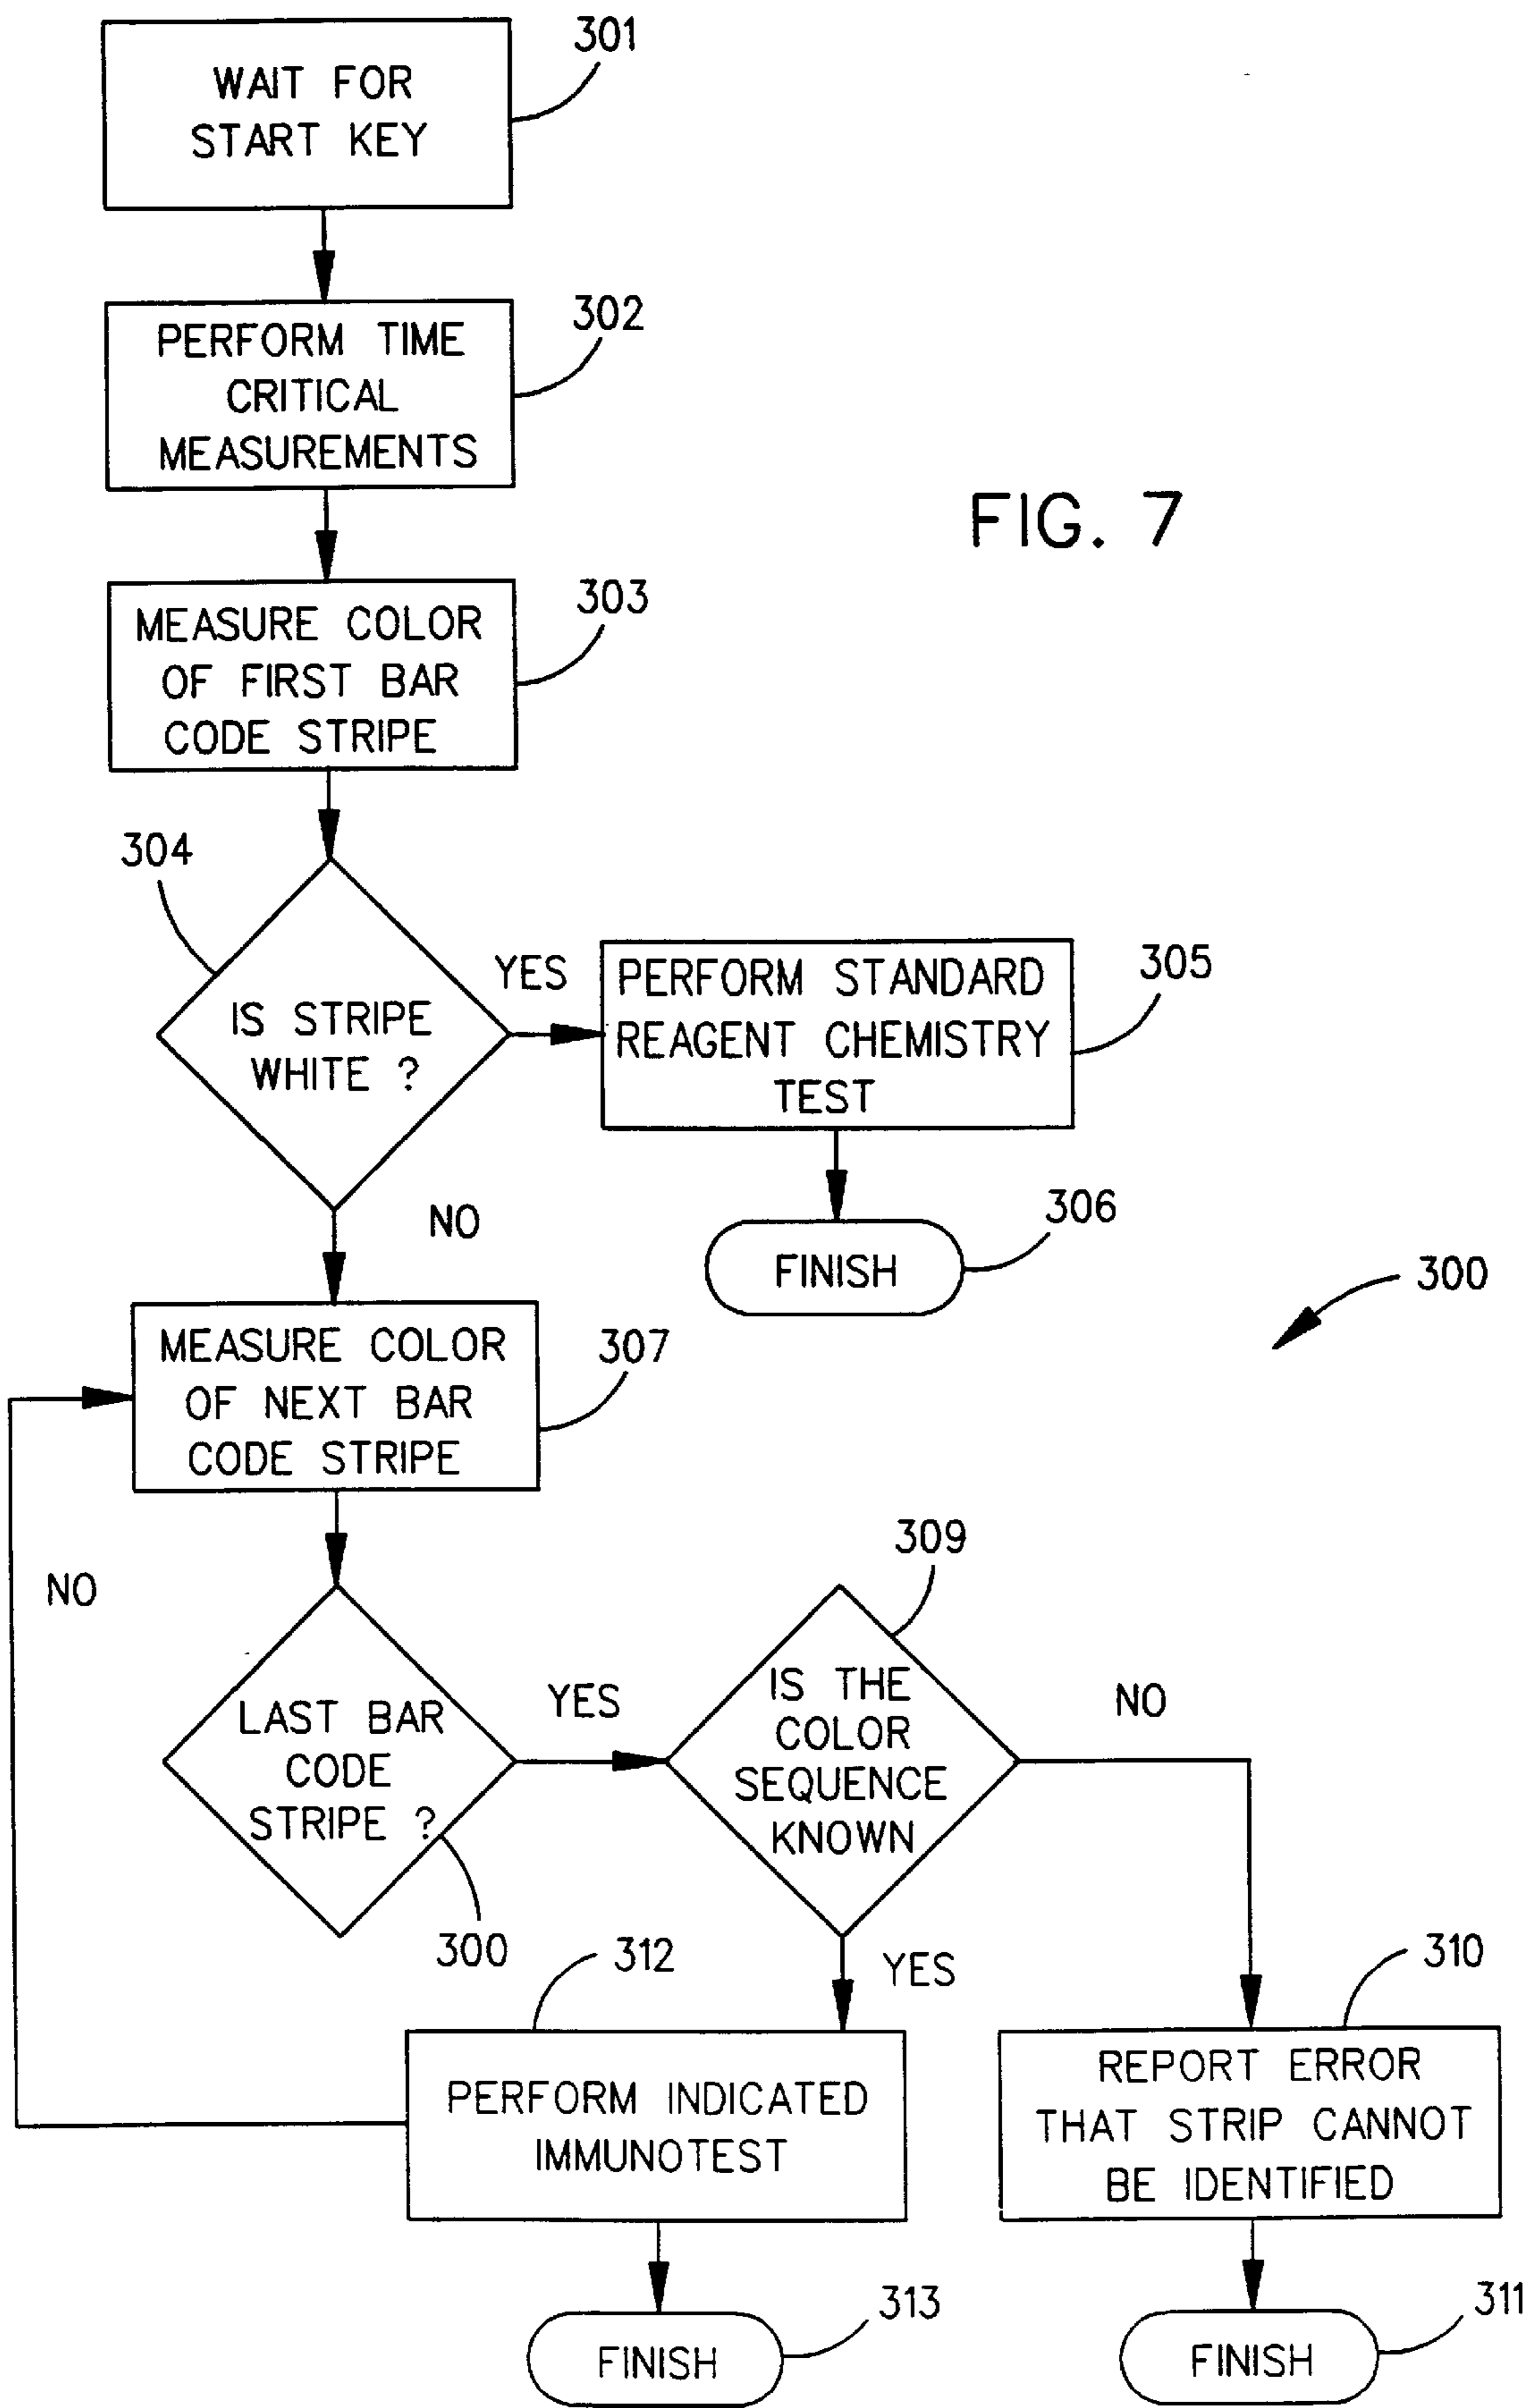 301
WAIT FOR
START KEY
302
PERFORM TIME
CRITICAL
MEASUREMENTS
FIG. 7
303
MEASURE COLOR
OF FIRST BAR
CODE STRIPE
304
IS STRIPE
WHITE ?
YES
305
PERFORM STANDARD
REAGENT CHEMISTRY
TEST
NO
306
FINISH
300
307
MEASURE COLOR
OF NEXT BAR
CODE STRIPE
NO
LAST BAR
CODE
STRIPE ?
300
YES
309
IS THE
COLOR
SEQUENCE
KNOWN
NO
YES
312
PERFORM INDICATED
IMMUNOTEST
310
REPORT ERROR
THAT STRIP CANNOT
BE IDENTIFIED
313
FINISH
311
FINISH